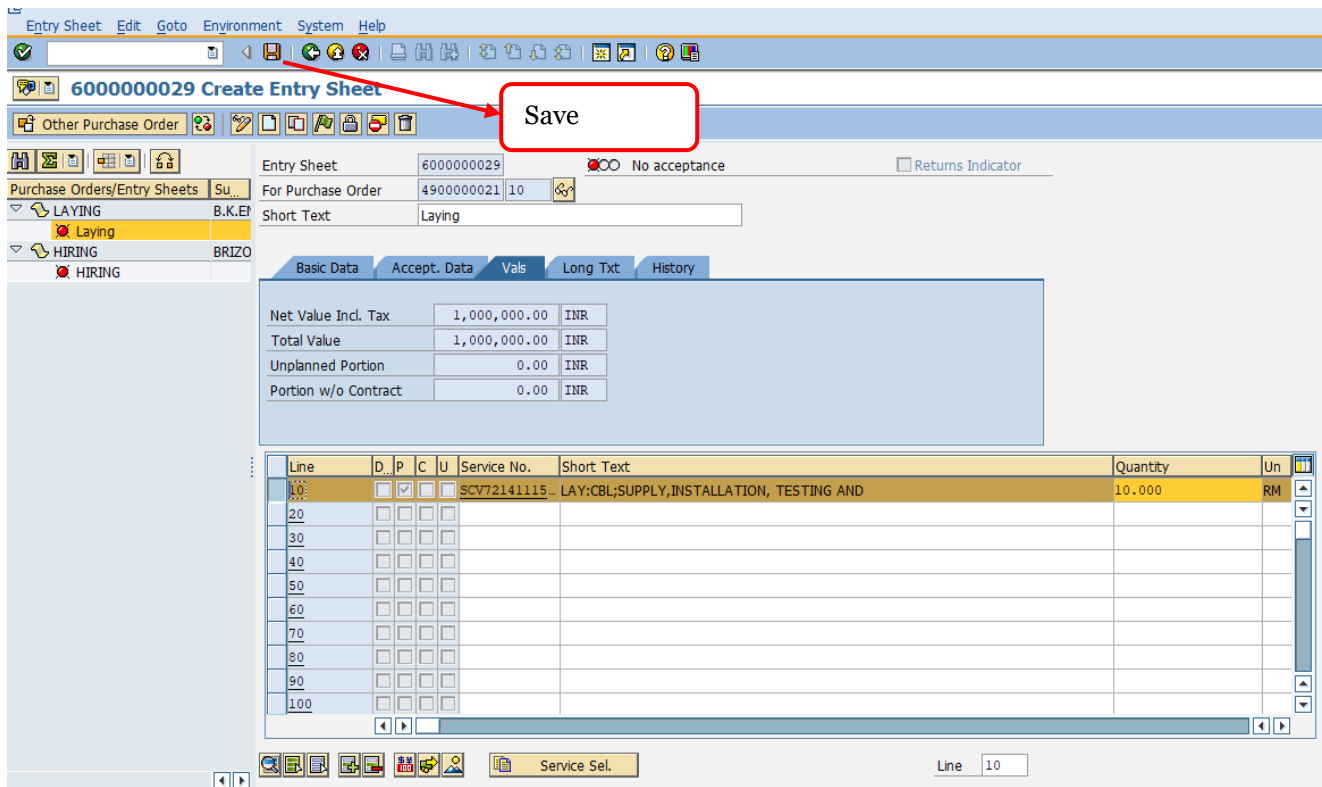 Entry Sheet Edit Goto Environment System Help
6000000029 Create Entry Sheet
Save
Other Purchase Order
Purchase Orders/Entry Sheets Su...
LAYING B.K.EN
Laying
HIRING BRIZO
HIRING
Entry Sheet 6000000029 No acceptance Returns Indicator
For Purchase Order 4900000021 10
Short Text Laying
Basic Data Accept. Data Vals Long Txt History
Net Value Incl. Tax 1,000,000.00 INR
Total Value 1,000,000.00 INR
Unplanned Portion 0.00 INR
Portion w/o Contract 0.00 INR
Line D... P C U Service No. Short Text Quantity Un
10 SCV72141115... LAY:CBL;SUPPLY,INSTALLATION, TESTING AND 10.000 RM
20
30
40
50
60
70
80
90
100
Service Sel. Line 10